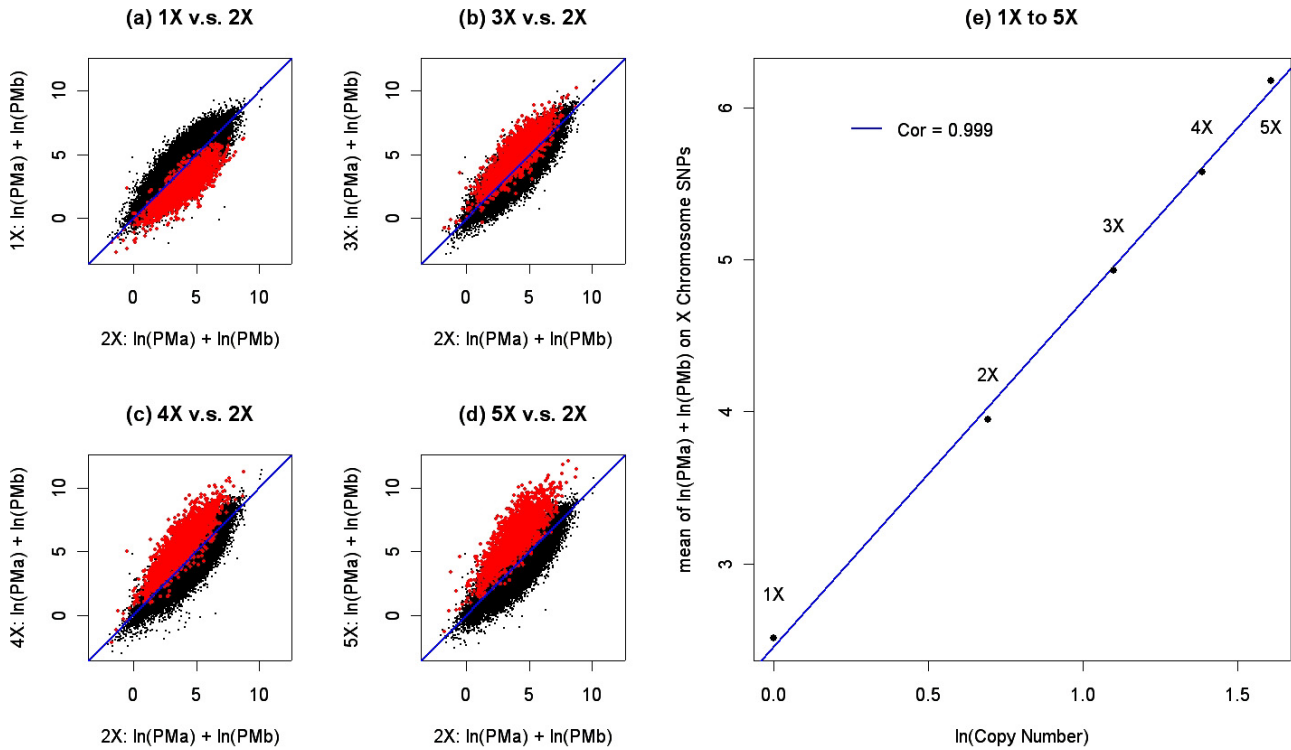 (a) 1X v.s. 2X
1X: ln(PMa) + ln(PMb)
10
5
0
0 5 10
2X: ln(PMa) + ln(PMb)
(b) 3X v.s. 2X
3X: ln(PMa) + ln(PMb)
10
5
0
0 5 10
2X: ln(PMa) + ln(PMb)
(c) 4X v.s. 2X
4X: ln(PMa) + ln(PMb)
10
5
0
0 5 10
2X: ln(PMa) + ln(PMb)
(d) 5X v.s. 2X
5X: ln(PMa) + ln(PMb)
10
5
0
0 5 10
2X: ln(PMa) + ln(PMb)
(e) 1X to 5X
mean of ln(PMa) + ln(PMb) on X Chromosome SNPs
6
5
4
3
Cor = 0.999
4X
5X
3X
2X
1X
0.0 0.5 1.0 1.5
ln(Copy Number)